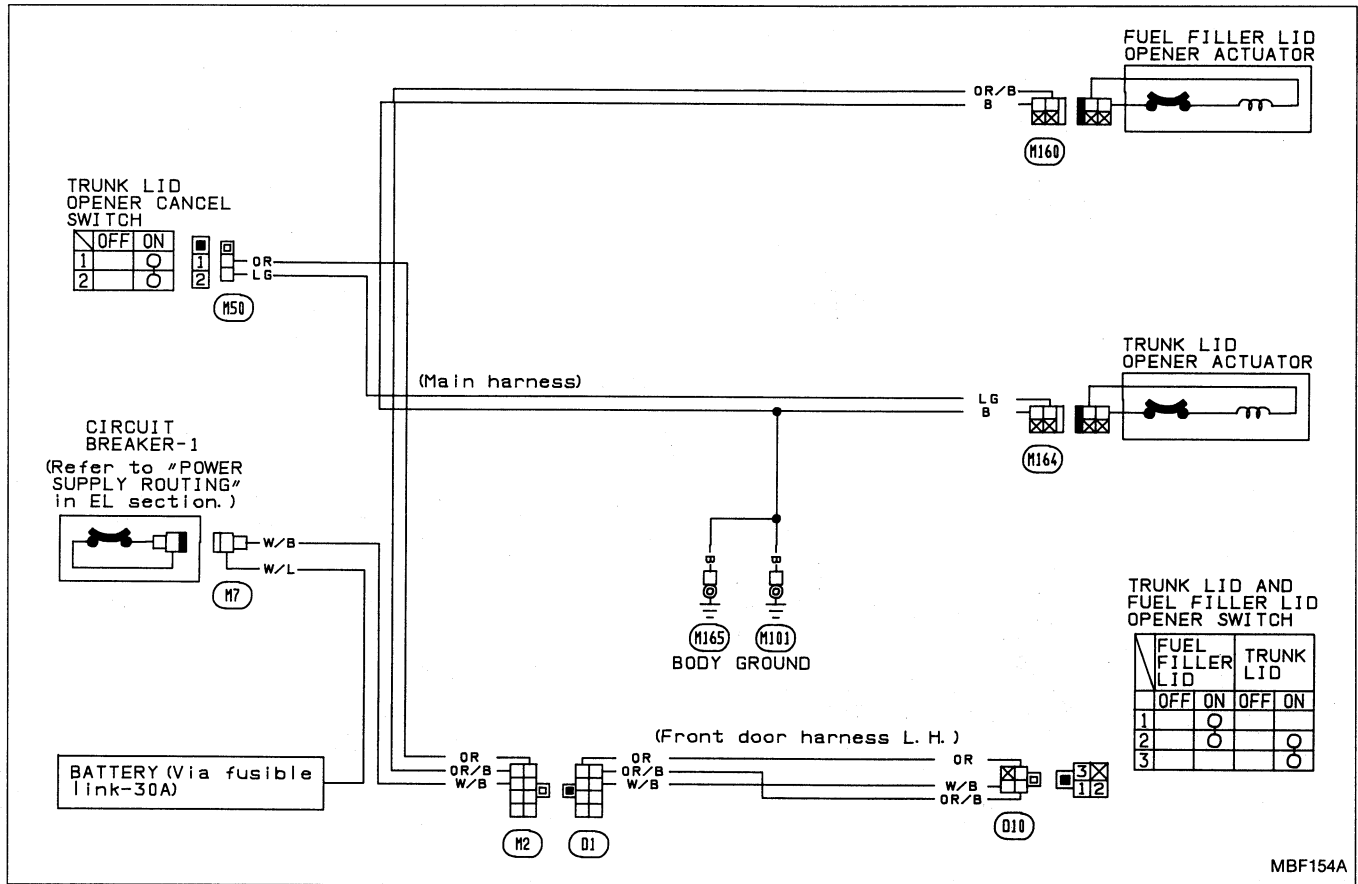 FUEL FILLER LID
OPENER ACTUATOR
OR/B
B
M160
TRUNK LID
OPENER CANCEL
SWITCH
OFF ON
1
2
1
2
OR
LG
M50
TRUNK LID
OPENER ACTUATOR
(Main harness)
LG
B
M164
CIRCUIT
BREAKER-1
(Refer to "POWER
SUPPLY ROUTING"
in EL section.)
W/B
W/L
M7
B B
M165 M101
BODY GROUND
TRUNK LID AND
FUEL FILLER LID
OPENER SWITCH
FUEL
FILLER
LID
TRUNK
LID
OFF ON OFF ON
1
2
3
BATTERY (Via fusible
link-30A)
(Front door harness L. H.)
OR
OR/B
W/B
OR
OR/B
W/B
OR
W/B
OR/B
3
1 2
M2
D1
D10
MBF154A